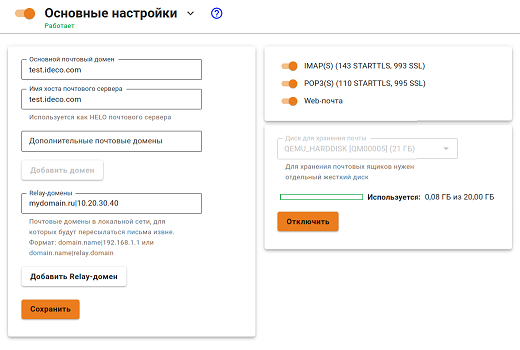 Основные настройки
Работает
Основной почтовый домен
test.ideco.com
Имя хоста почтового сервера
test.ideco.com
Используется как HELO почтового сервера
Дополнительные почтовые домены
Добавить домен
Relay-домены
mydomain.ru|10.20.30.40
Почтовые домены в локальной сети, для
которых будут пересылаться письма извне.
Формат: domain.name|192.168.1.1 или
domain.name|relay.domain
Добавить Relay-домен
Сохранить
IMAP(S) (143 STARTTLS, 993 SSL)
POP3(S) (110 STARTTLS, 995 SSL)
Web-почта
Диск для хранения почты
QEMU_HARDDISK [QM00005] (21 ГБ)
Для хранения почтовых ящиков нужен
отдельный жесткий диск
Используется: 0,08 ГБ из 20,00 ГБ
Отключить